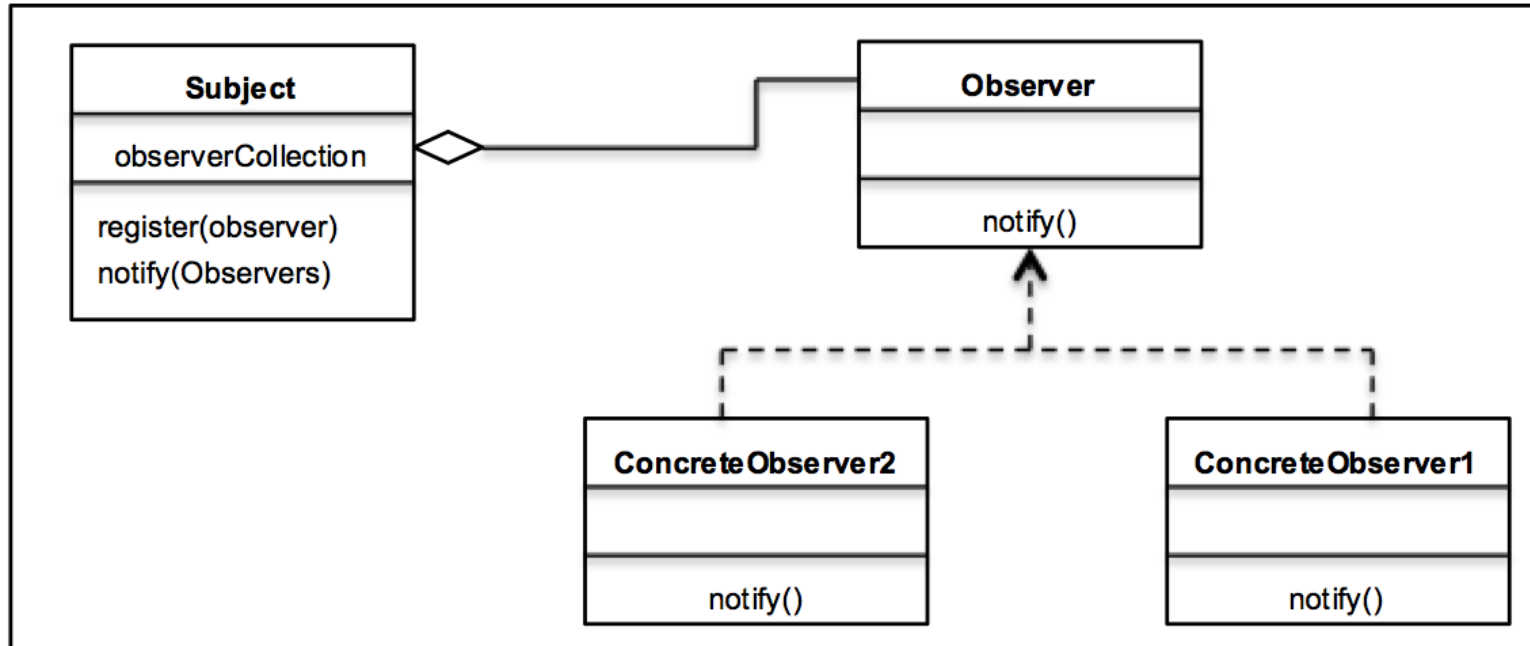 Subject
observerCollection
register(observer)
notify(Observers)
Observer
notify()
ConcreteObserver2
notify()
ConcreteObserver1
notify()